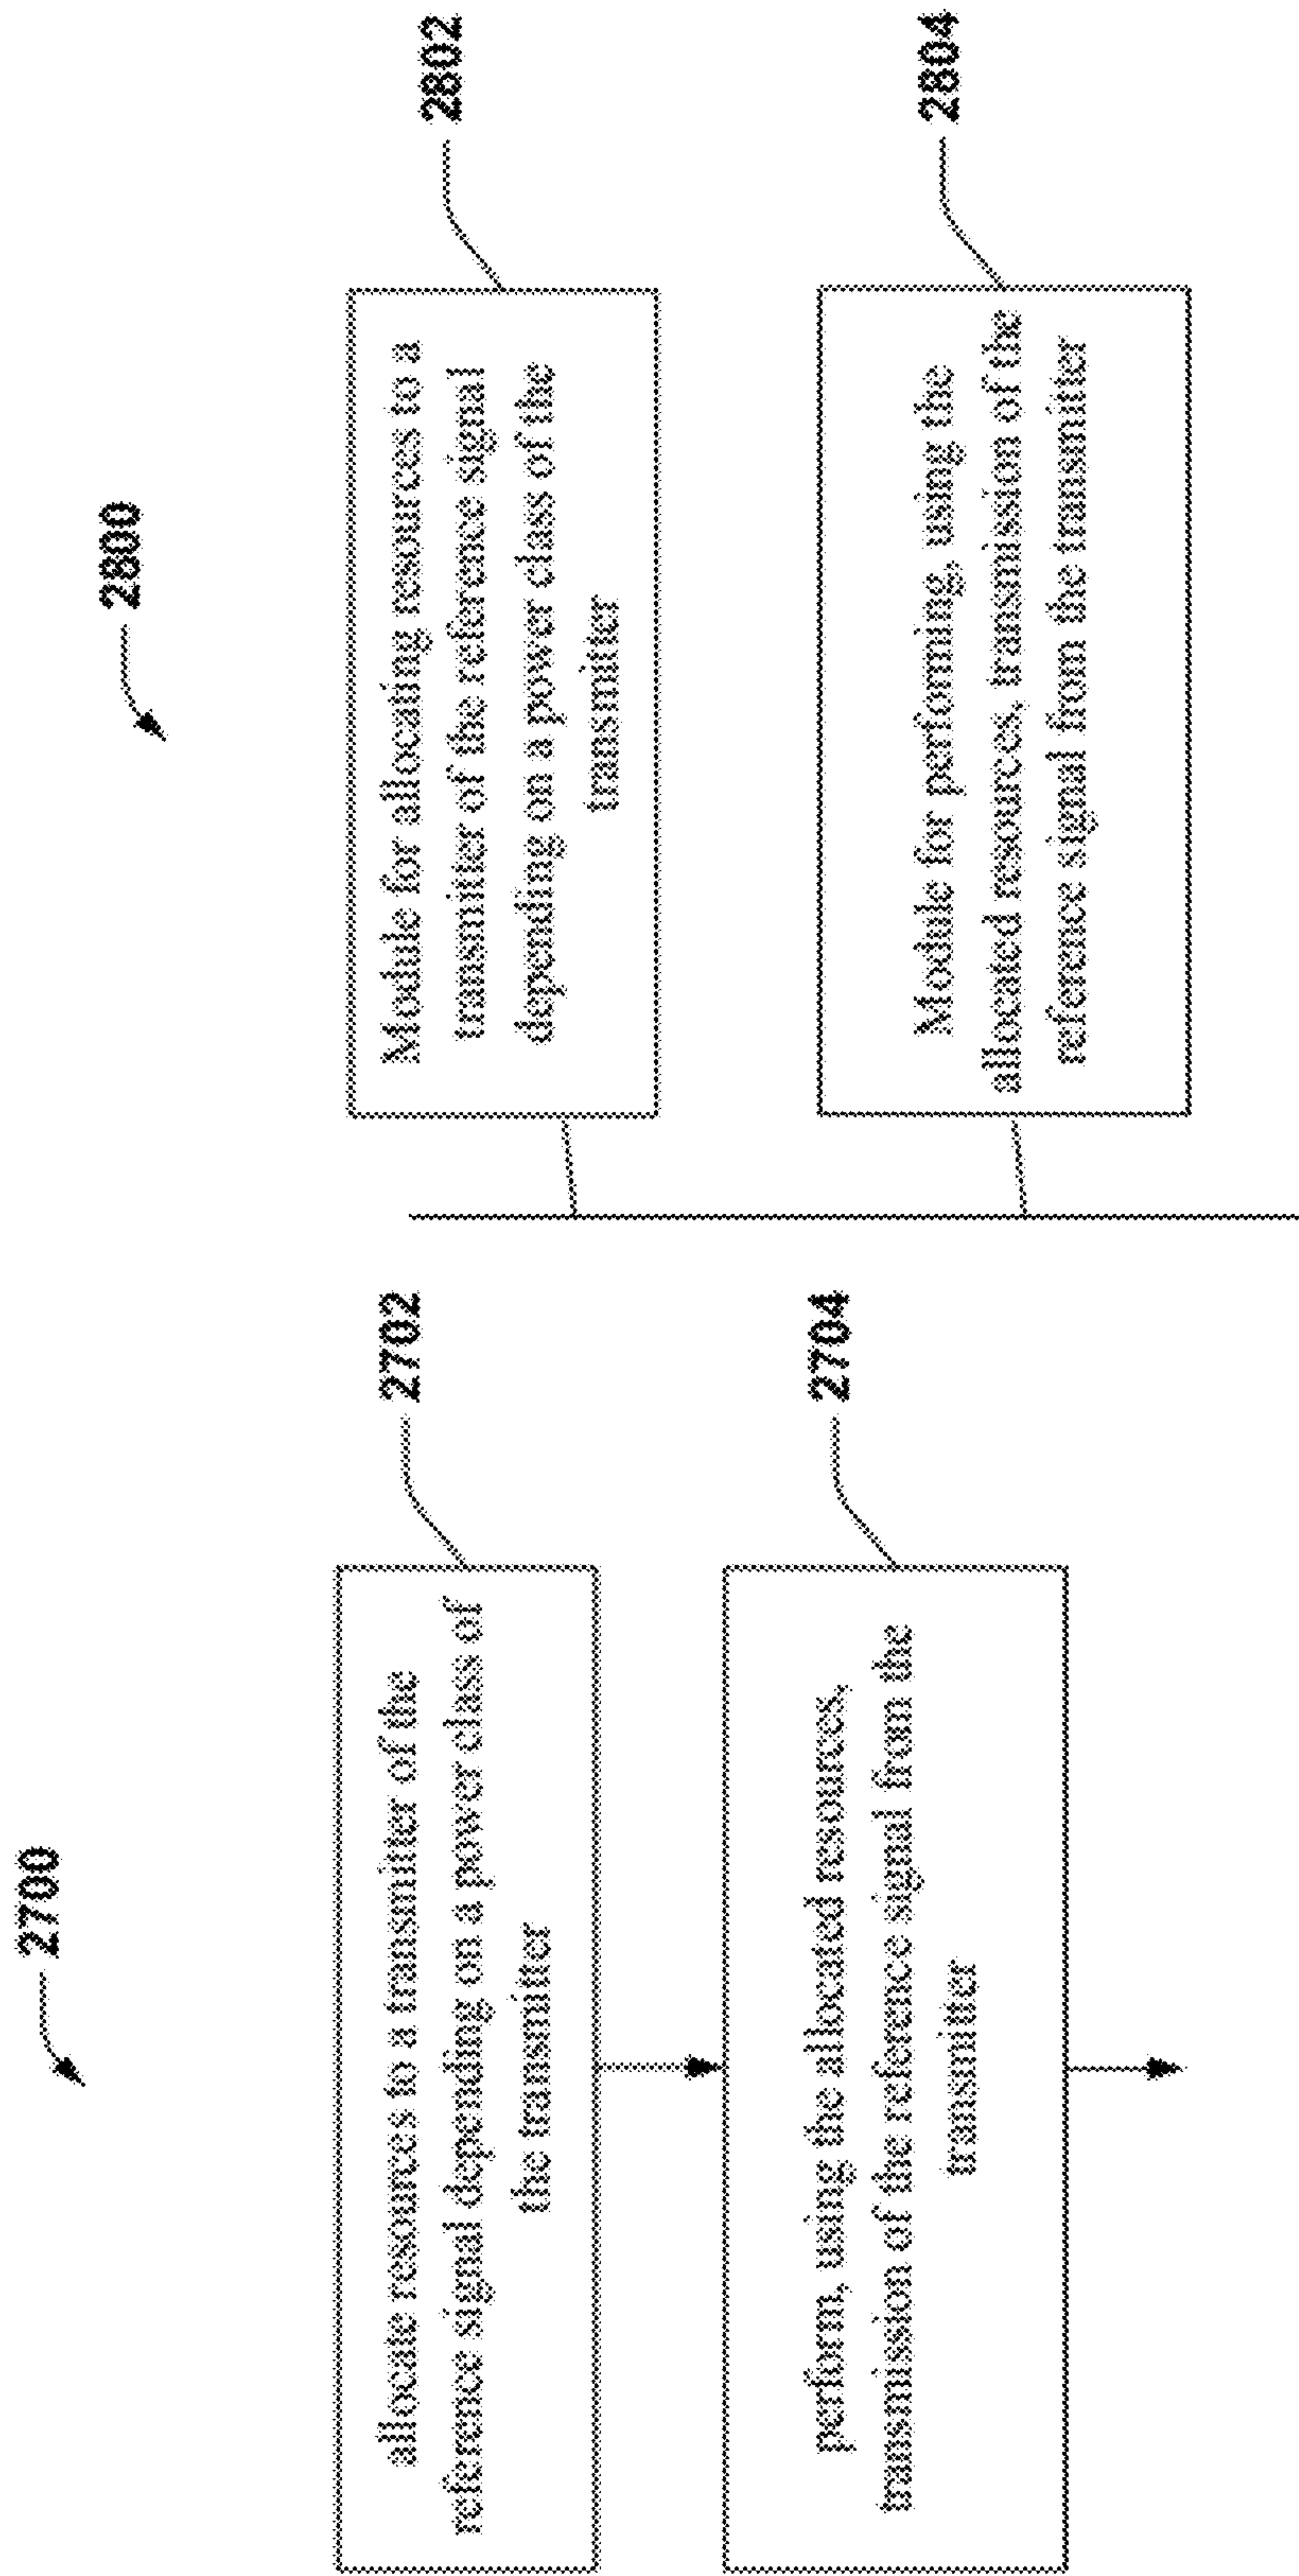 2700
allocate resources to a transmitter of the
reference signal depending on a power class of
the transmitter
2702
perform, using the allocated resources,
transmission of the reference signal from the
transmitter
2704
2800
Module for allocating resources to a
transmitter of the reference signal
depending on a power class of the
transmitter
2802
Module for performing, using the
allocated resources, transmission of the
reference signal from the transmitter
2804